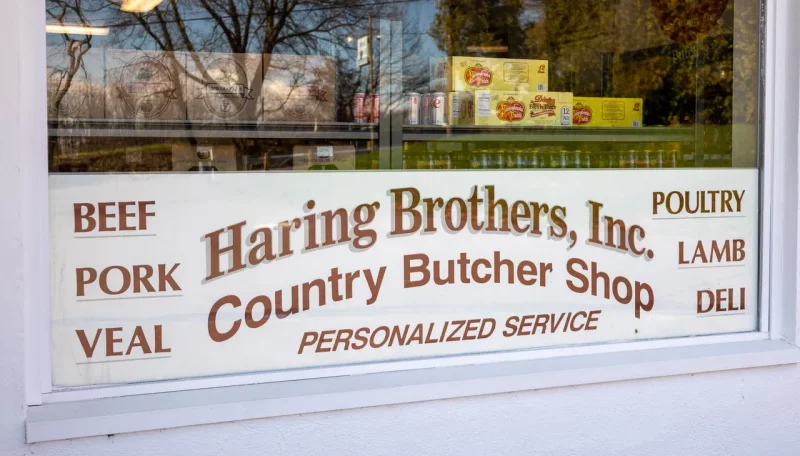 BEEF
PORK
VEAL
Haring Brothers, Inc.
Country Butcher Shop
PERSONALIZED SERVICE
POULTRY
LAMB
DELI